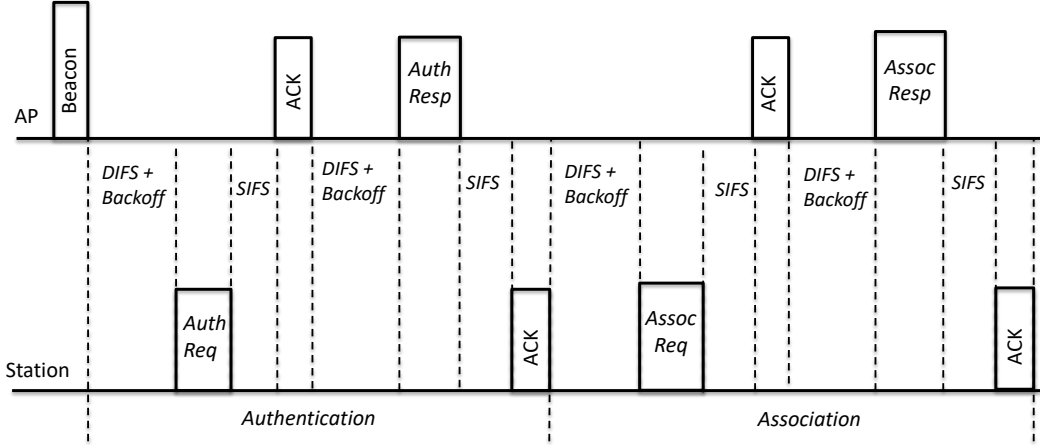 Beacon
ACK
Auth
Resp
ACK
Assoc
Resp
AP
DIFS +
Backoff
SIFS
DIFS +
Backoff
SIFS
DIFS +
Backoff
SIFS
DIFS +
Backoff
SIFS
Auth
Req
ACK
Assoc
Req
ACK
Station
Authentication
Association